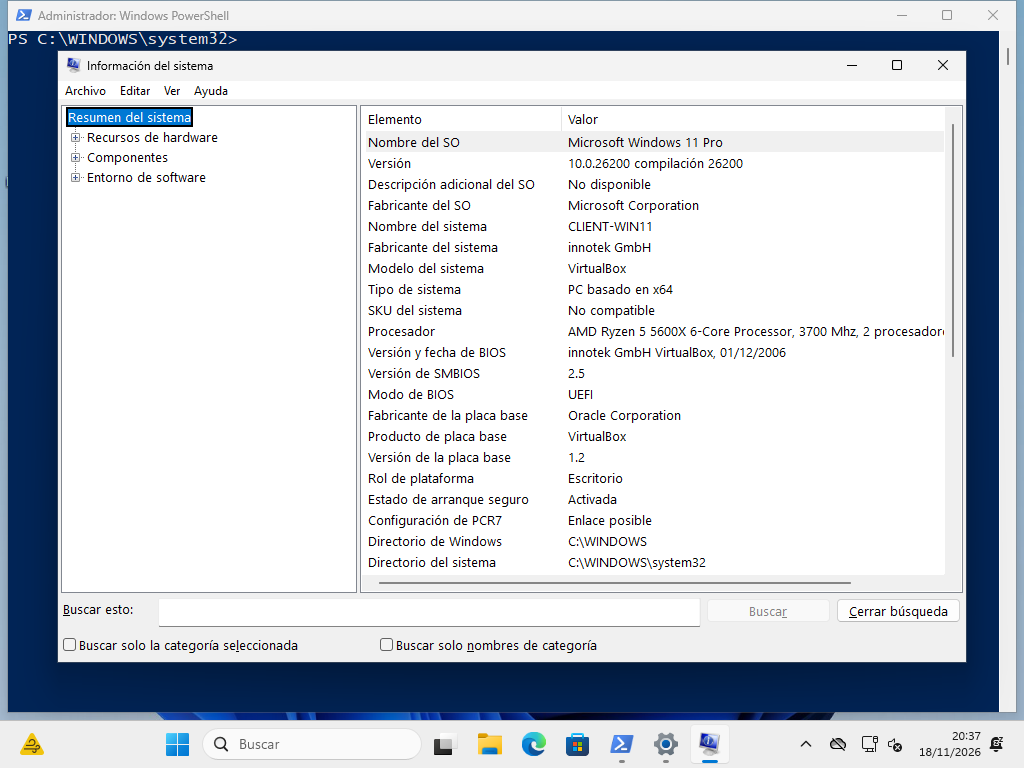 Administrador: Windows PowerShell
PS C:\WINDOWS\system32>
Información del sistema
Archivo Editar Ver Ayuda
Resumen del sistema
Recursos de hardware
Componentes
Entorno de software
Elemento Valor
Nombre del SO Microsoft Windows 11 Pro
Versión 10.0.26200 compilación 26200
Descripción adicional del SO No disponible
Fabricante del SO Microsoft Corporation
Nombre del sistema CLIENT-WIN11
Fabricante del sistema innotek GmbH
Modelo del sistema VirtualBox
Tipo de sistema PC basado en x64
SKU del sistema No compatible
Procesador AMD Ryzen 5 5600X 6-Core Processor, 3700 Mhz, 2 procesador
Versión y fecha de BIOS innotek GmbH VirtualBox, 01/12/2006
Versión de SMBIOS 2.5
Modo de BIOS UEFI
Fabricante de la placa base Oracle Corporation
Producto de placa base VirtualBox
Versión de la placa base 1.2
Rol de plataforma Escritorio
Estado de arranque seguro Activada
Configuración de PCR7 Enlace posible
Directorio de Windows C:\WINDOWS
Directorio del sistema C:\WINDOWS\system32
Buscar esto: Buscar Cerrar búsqueda
Buscar solo la categoría seleccionada Buscar solo nombres de categoría
Buscar
20:37
18/11/2026